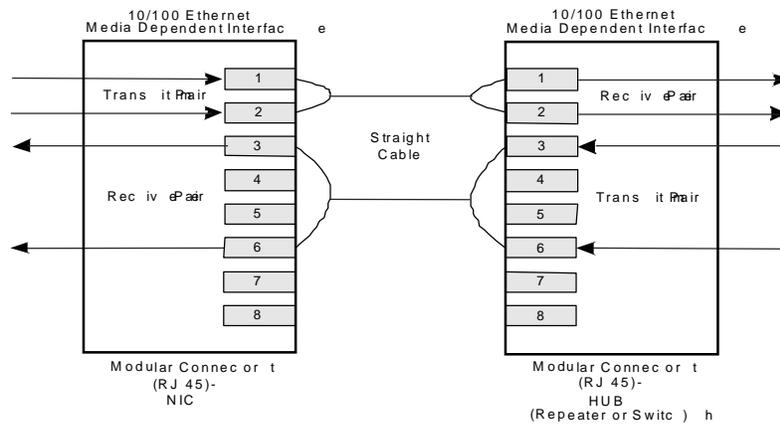 10/100 Ethernet
Media Dependent Interfac e
10/100 Ethernet
Media Dependent Interfac e
1
Trans it Pmair
2
3
4
Rec iv ePaeir
5
6
7
8
Straight
Cable
1
Rec iv ePaeir
2
3
4
Trans it Pmair
5
6
7
8
Modular Connec or t
(RJ 45)-
NIC
Modular Connec or t
(RJ 45)-
HUB
(Repeater or Switc ) h